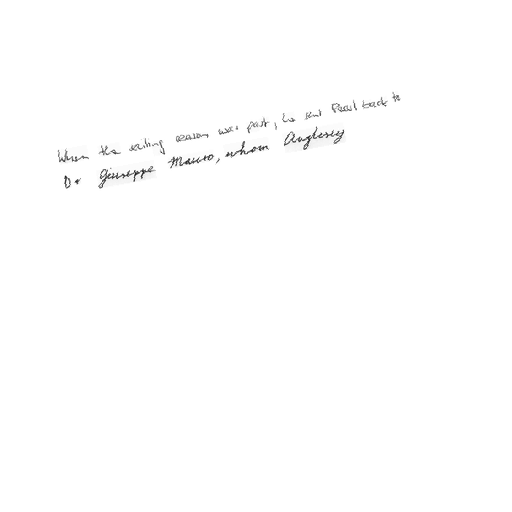 When the sailing season was past, he sent Pearl back to
Dr Giuseppe Mauro, whom Anglesey